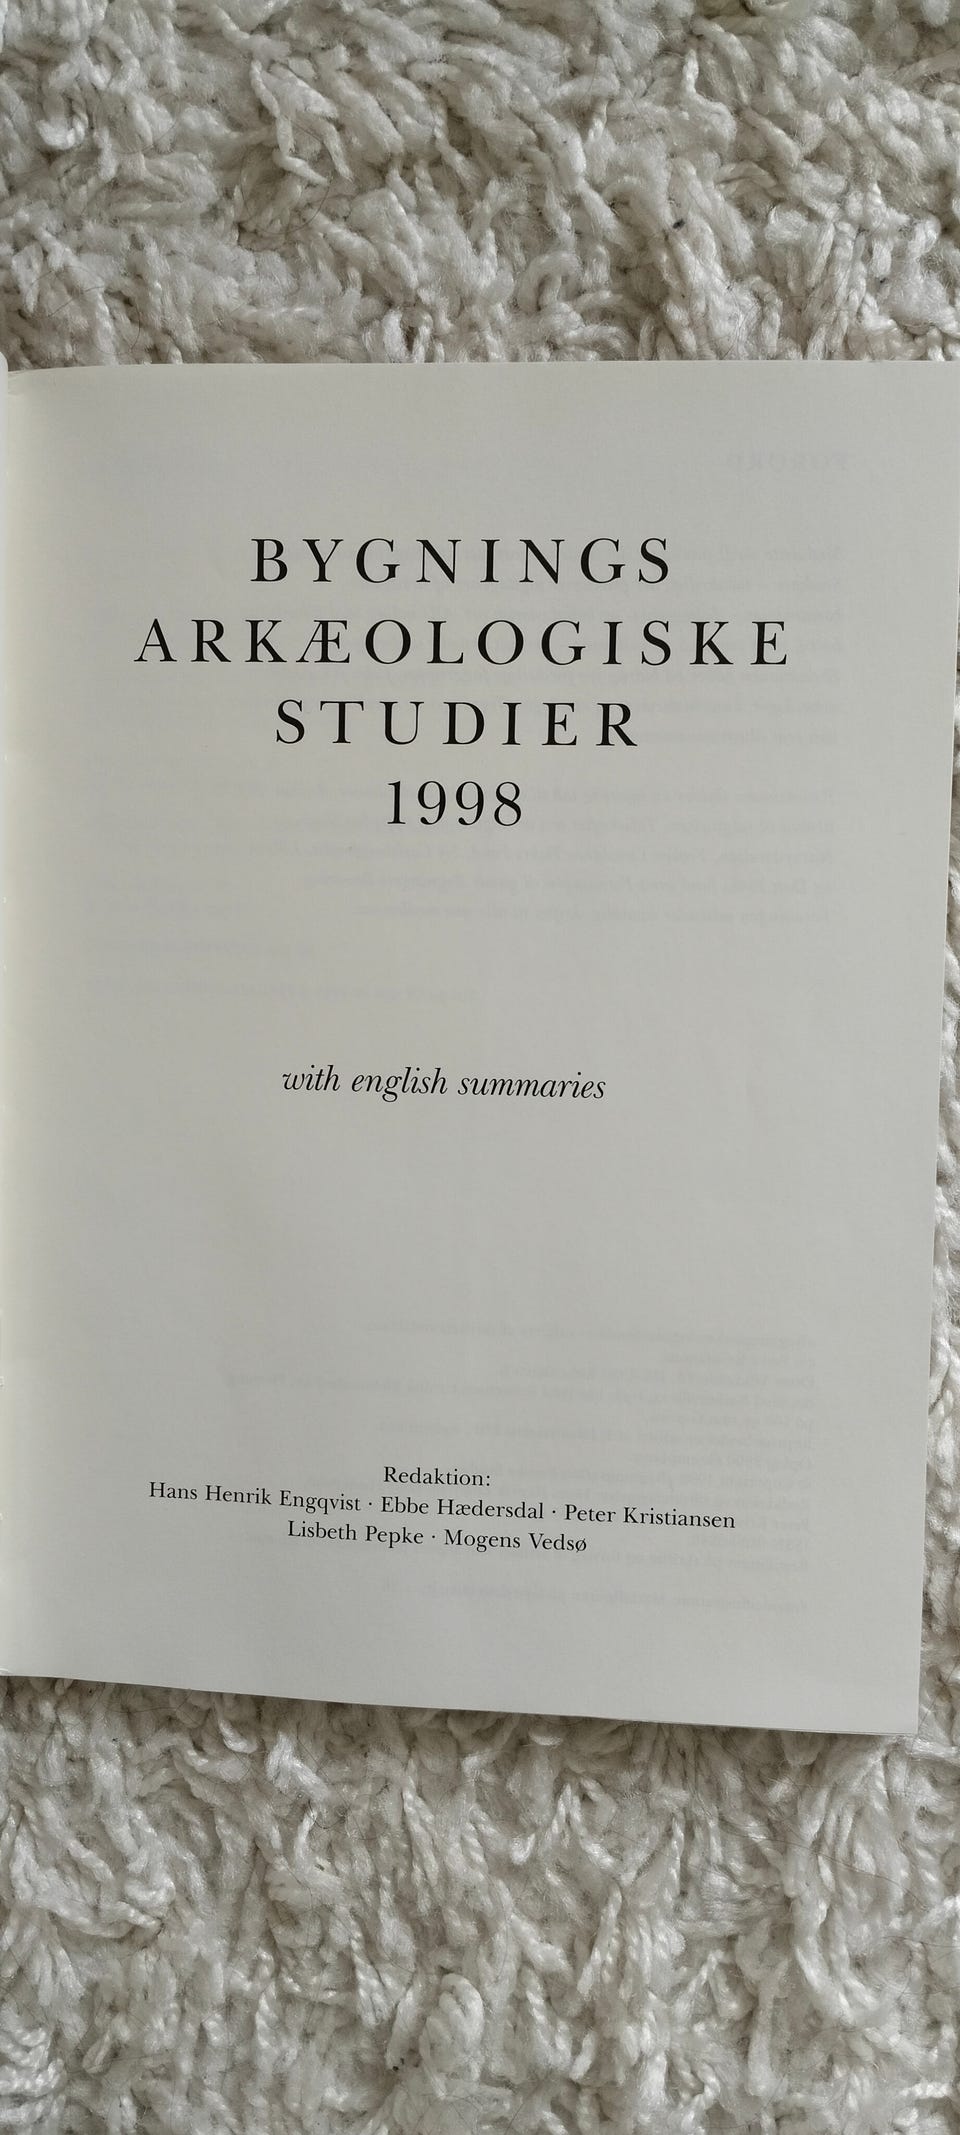 BYGNINGS
ARKÆOLOGISKE
STUDIER
1998
with english summaries
Redaktion:
Hans Henrik Engqvist · Ebbe Hædersdal · Peter Kristiansen
Lisbeth Pepke · Mogens Vedsø